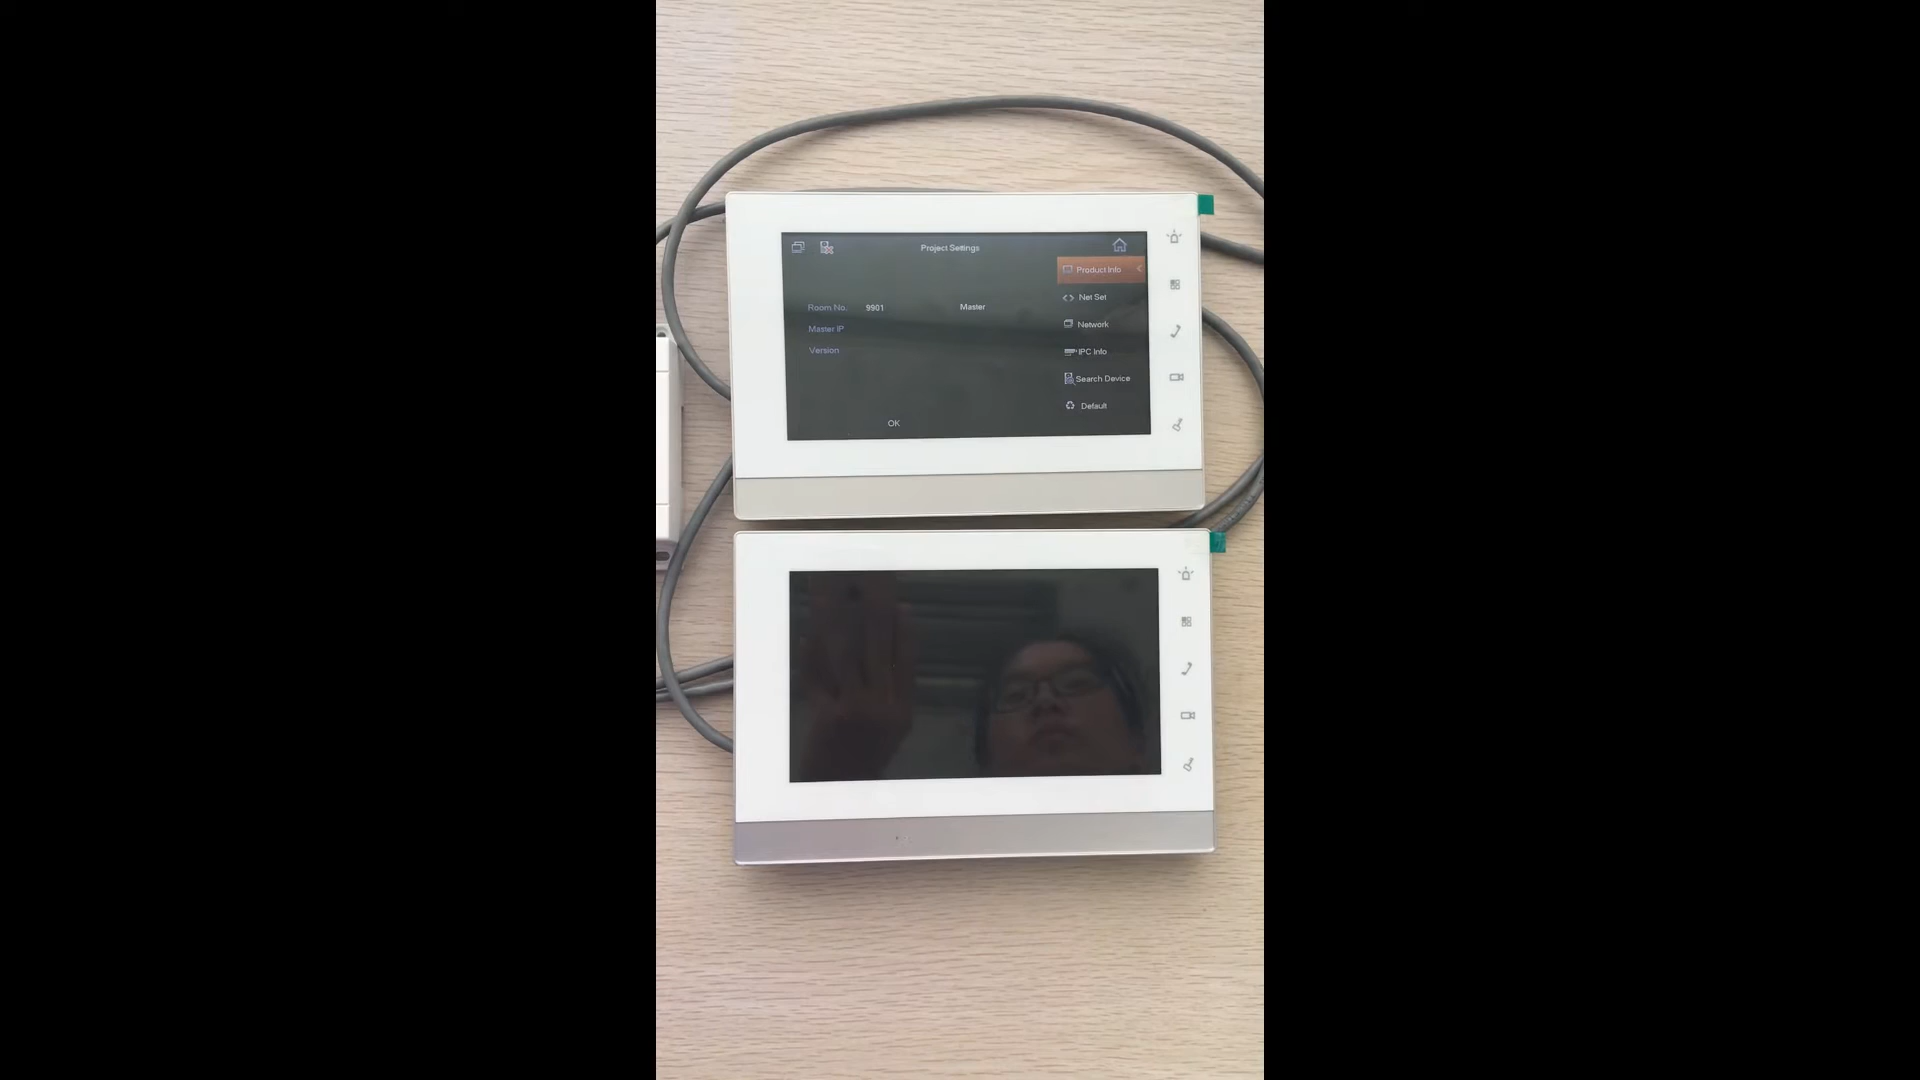 Project Settings
Product Info
Room No. 9901 Master
Net Set
Master IP
Network
Version
IPC Info
Search Device
Default
OK